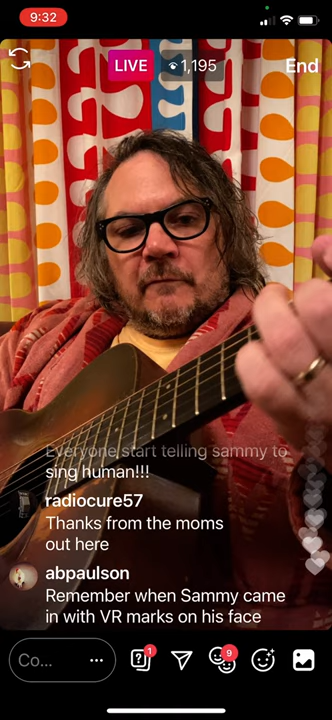 9:32
LIVE
1,195
End
Everyone start telling sammy to
sing human!!!
radiocure57
Thanks from the moms
out here
abpaulson
Remember when Sammy came
in with VR marks on his face
Co...
1
?
9